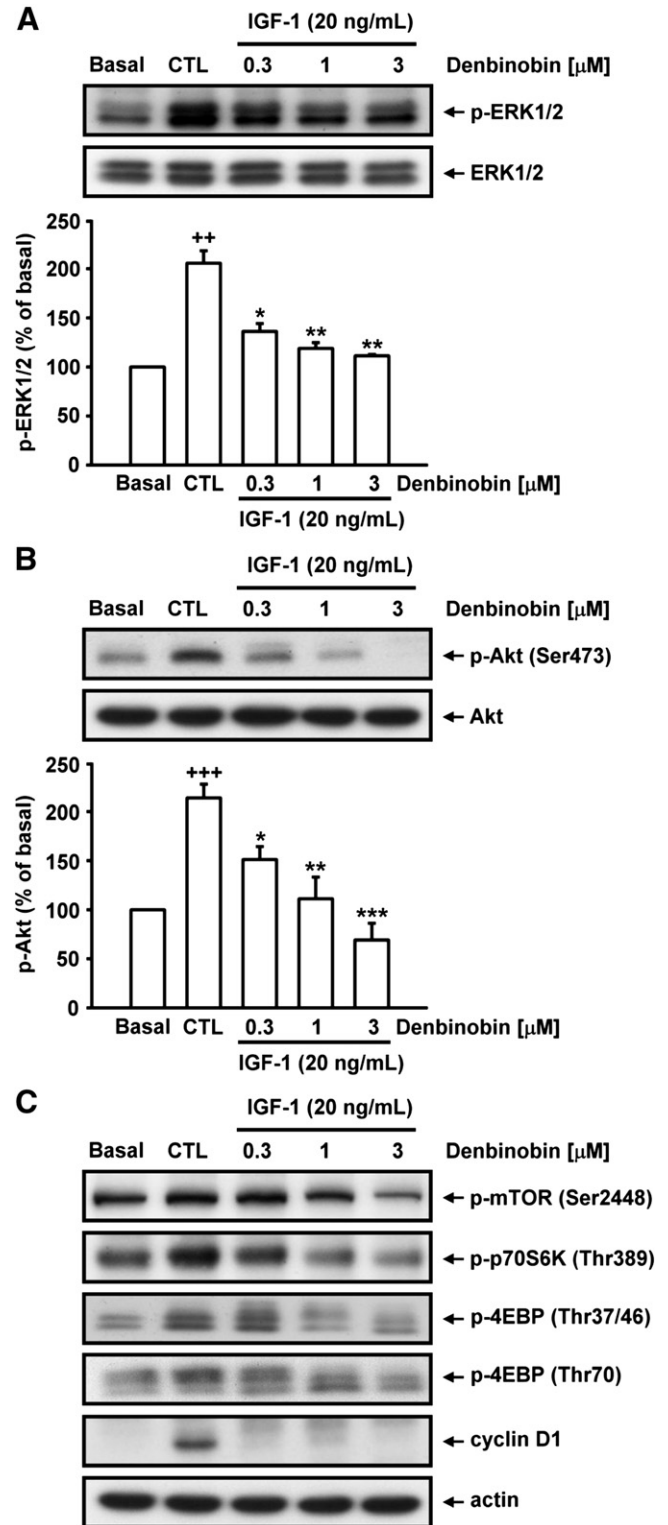 A
IGF-1 (20 ng/mL)
Basal CTL 0.3 1 3 Denbinobin [μM]
← p-ERK1/2
← ERK1/2
p-ERK1/2 (% of basal)
250
200
150
100
50
0
++
*
**
**
Basal CTL 0.3 1 3 Denbinobin [μM]
IGF-1 (20 ng/mL)
B
IGF-1 (20 ng/mL)
Basal CTL 0.3 1 3 Denbinobin [μM]
← p-Akt (Ser473)
← Akt
p-Akt (% of basal)
250
200
150
100
50
0
+++
*
**
***
Basal CTL 0.3 1 3 Denbinobin [μM]
IGF-1 (20 ng/mL)
C
IGF-1 (20 ng/mL)
Basal CTL 0.3 1 3 Denbinobin [μM]
← p-mTOR (Ser2448)
← p-p70S6K (Thr389)
← p-4EBP (Thr37/46)
← p-4EBP (Thr70)
← cyclin D1
← actin